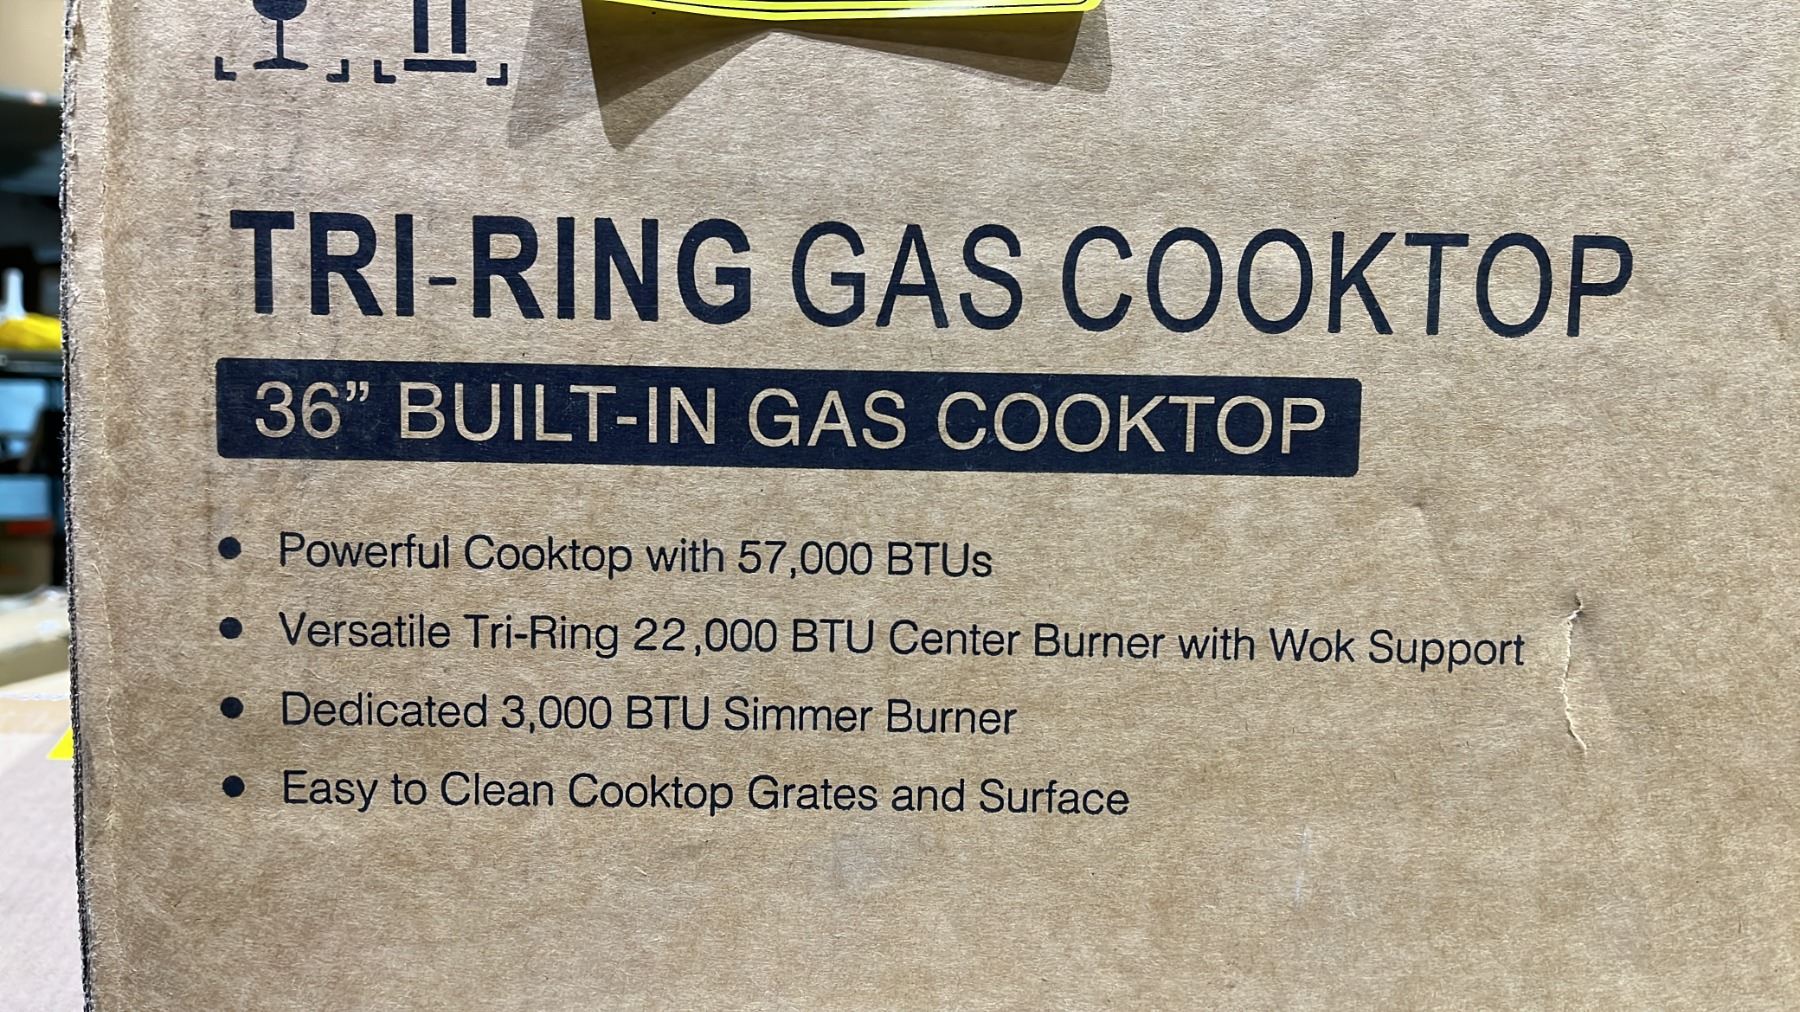 TRI-RING GAS COOKTOP
36” BUILT-IN GAS COOKTOP
• Powerful Cooktop with 57,000 BTUs
• Versatile Tri-Ring 22,000 BTU Center Burner with Wok Support
• Dedicated 3,000 BTU Simmer Burner
• Easy to Clean Cooktop Grates and Surface